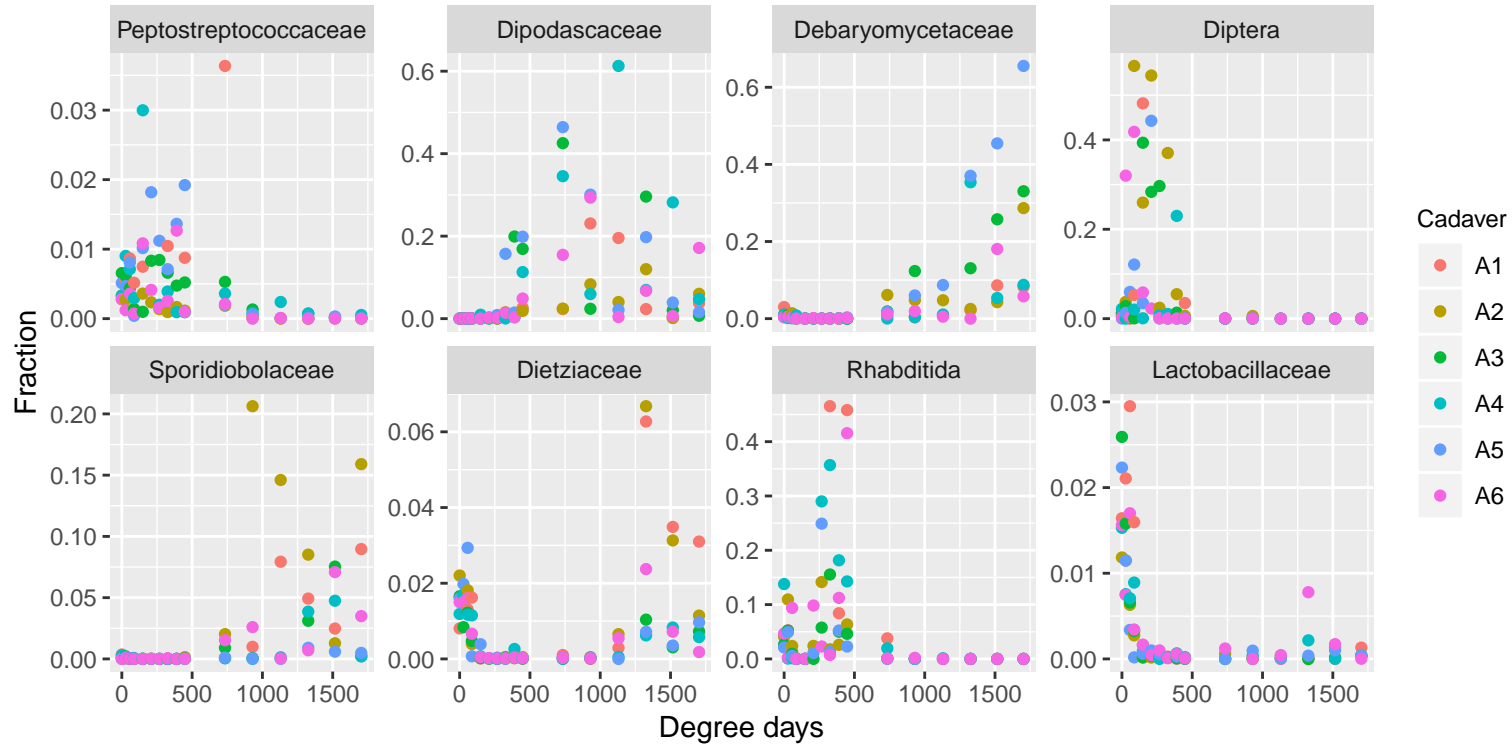 Peptostreptococcaceae Dipodascaceae Debaryomycetaceae Diptera
0.03
0.02
0.01
0.00
0.6
0.4
0.2
0.0
0.6
0.4
0.2
0.0
0.4
0.2
0.0
Sporidiobolaceae Dietziaceae Rhabditida Lactobacillaceae
0.20
0.15
0.10
0.05
0.00
0.06
0.04
0.02
0.00
0.4
0.3
0.2
0.1
0.0
0.03
0.02
0.01
0.00
0 500 1000 1500 0 500 1000 1500 0 500 1000 1500 0 500 1000 1500
Degree days
Fraction
Cadaver
A1
A2
A3
A4
A5
A6